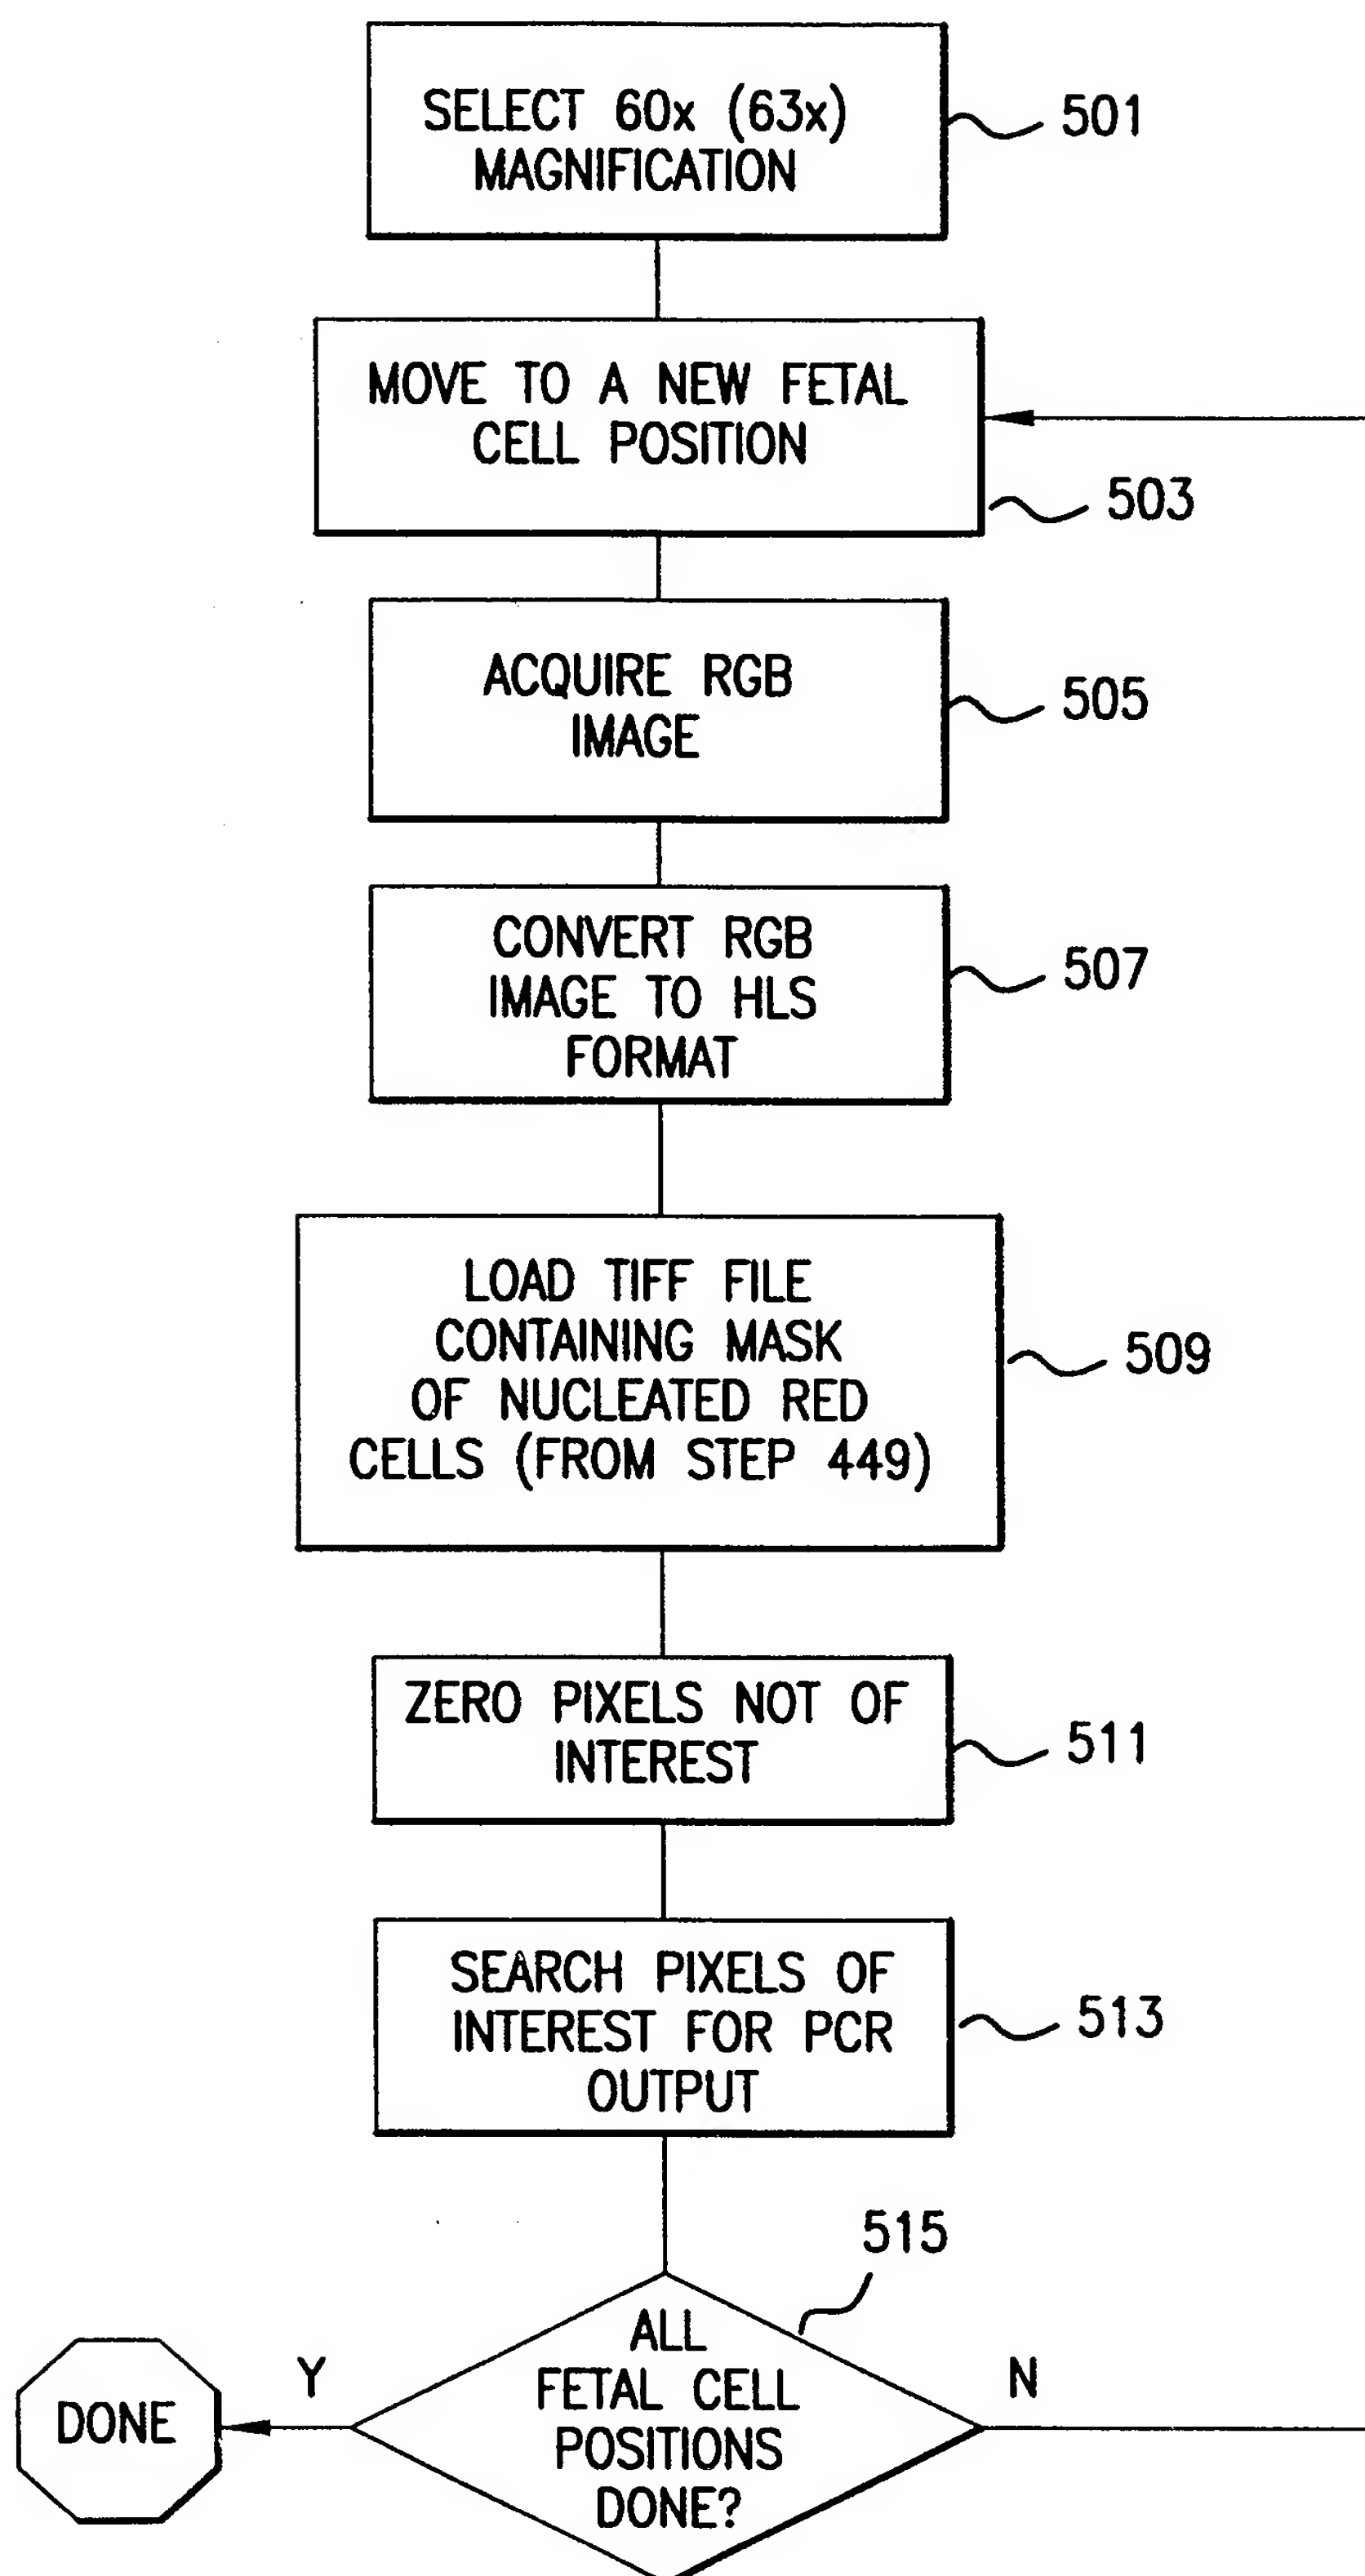 SELECT 60x (63x)
MAGNIFICATION
501
MOVE TO A NEW FETAL
CELL POSITION
503
ACQUIRE RGB
IMAGE
505
CONVERT RGB
IMAGE TO HLS
FORMAT
507
LOAD TIFF FILE
CONTAINING MASK
OF NUCLEATED RED
CELLS (FROM STEP 449)
509
ZERO PIXELS NOT OF
INTEREST
511
SEARCH PIXELS OF
INTEREST FOR PCR
OUTPUT
513
515
ALL
FETAL CELL
POSITIONS
DONE?
Y
N
DONE